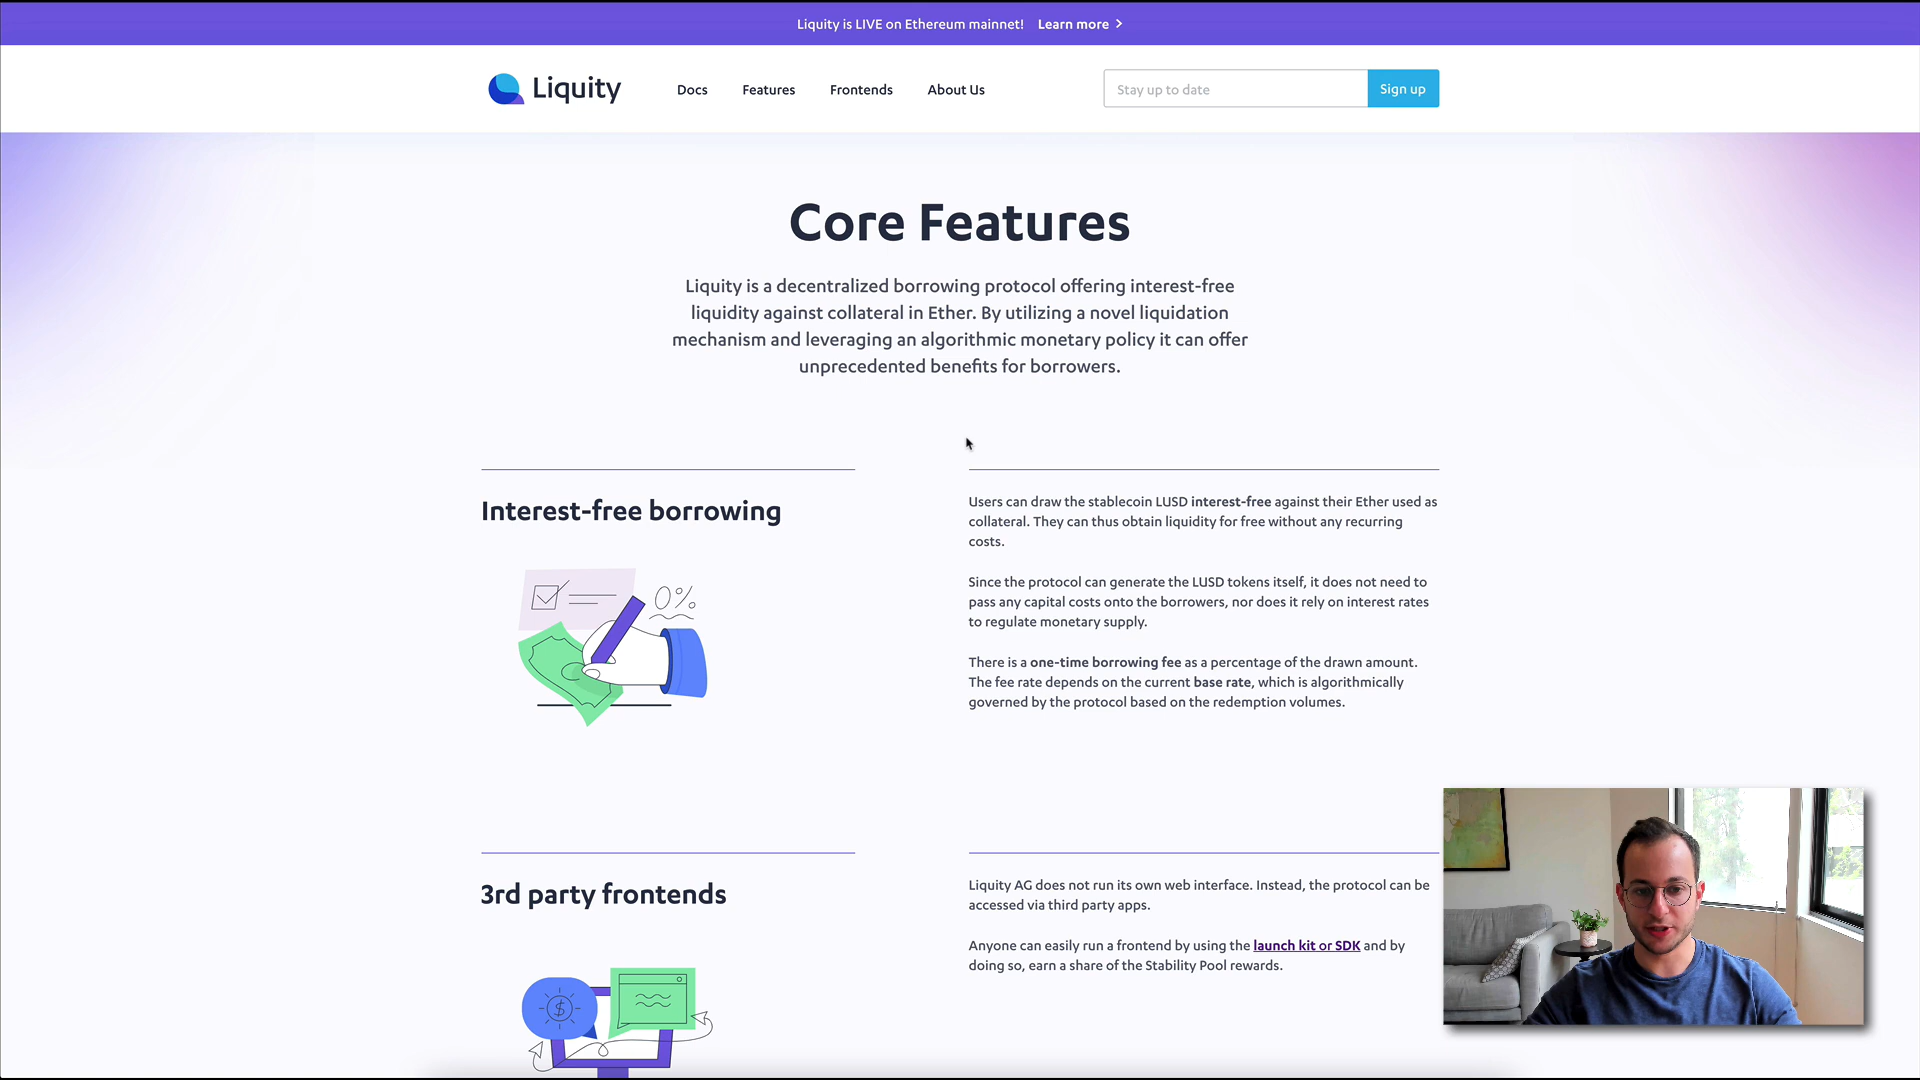 Liquity is LIVE on Ethereum mainnet! Learn more
Liquity
Docs
Features
Frontends
About Us
Stay up to date
Sign up
Core Features
Liquity is a decentralized borrowing protocol offering interest-free
liquidity against collateral in Ether. By utilizing a novel liquidation
mechanism and leveraging an algorithmic monetary policy it can offer
unprecedented benefits for borrowers.
Interest-free borrowing
0%
Users can draw the stablecoin LUSD interest-free against their Ether used as
collateral. They can thus obtain liquidity for free without any recurring
costs.
Since the protocol can generate the LUSD tokens itself, it does not need to
pass any capital costs onto the borrowers, nor does it rely on interest rates
to regulate monetary supply.
There is a one-time borrowing fee as a percentage of the drawn amount.
The fee rate depends on the current base rate, which is algorithmically
governed by the protocol based on the redemption volumes.
3rd party frontends
$
Liquity AG does not run its own web interface. Instead, the protocol can be
accessed via third party apps.
Anyone can easily run a frontend by using the launch kit or SDK and by
doing so, earn a share of the Stability Pool rewards.